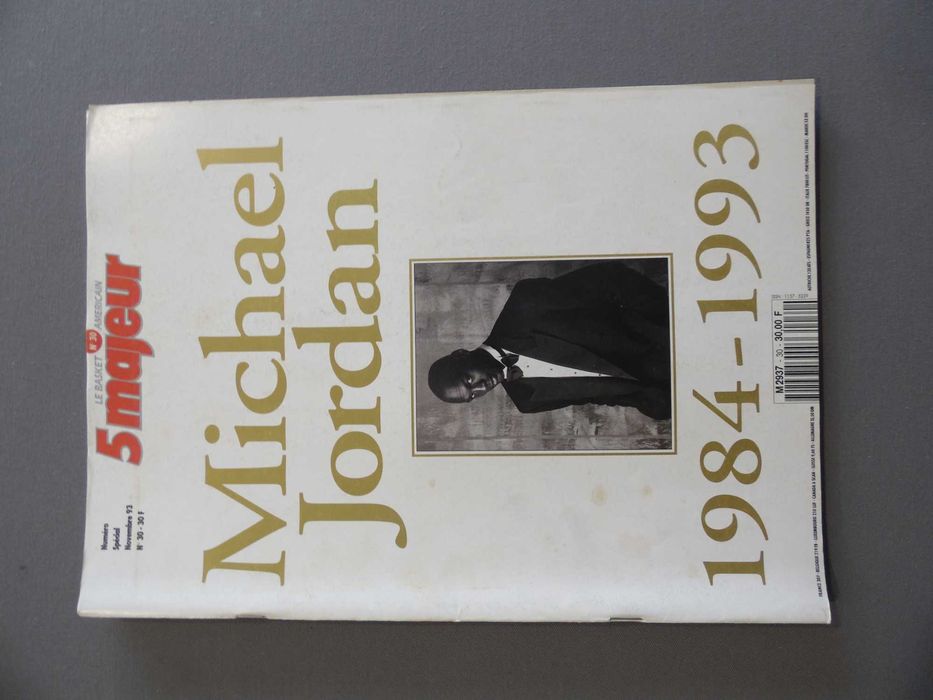 Numéro
Spécial
Novembre 93
N° 30 - 30 F
LE BASKET N° 30 AMERICAIN
5 majeur
Michael
Jordan
1984-1993
M 2937 - 30 - 30,00 F